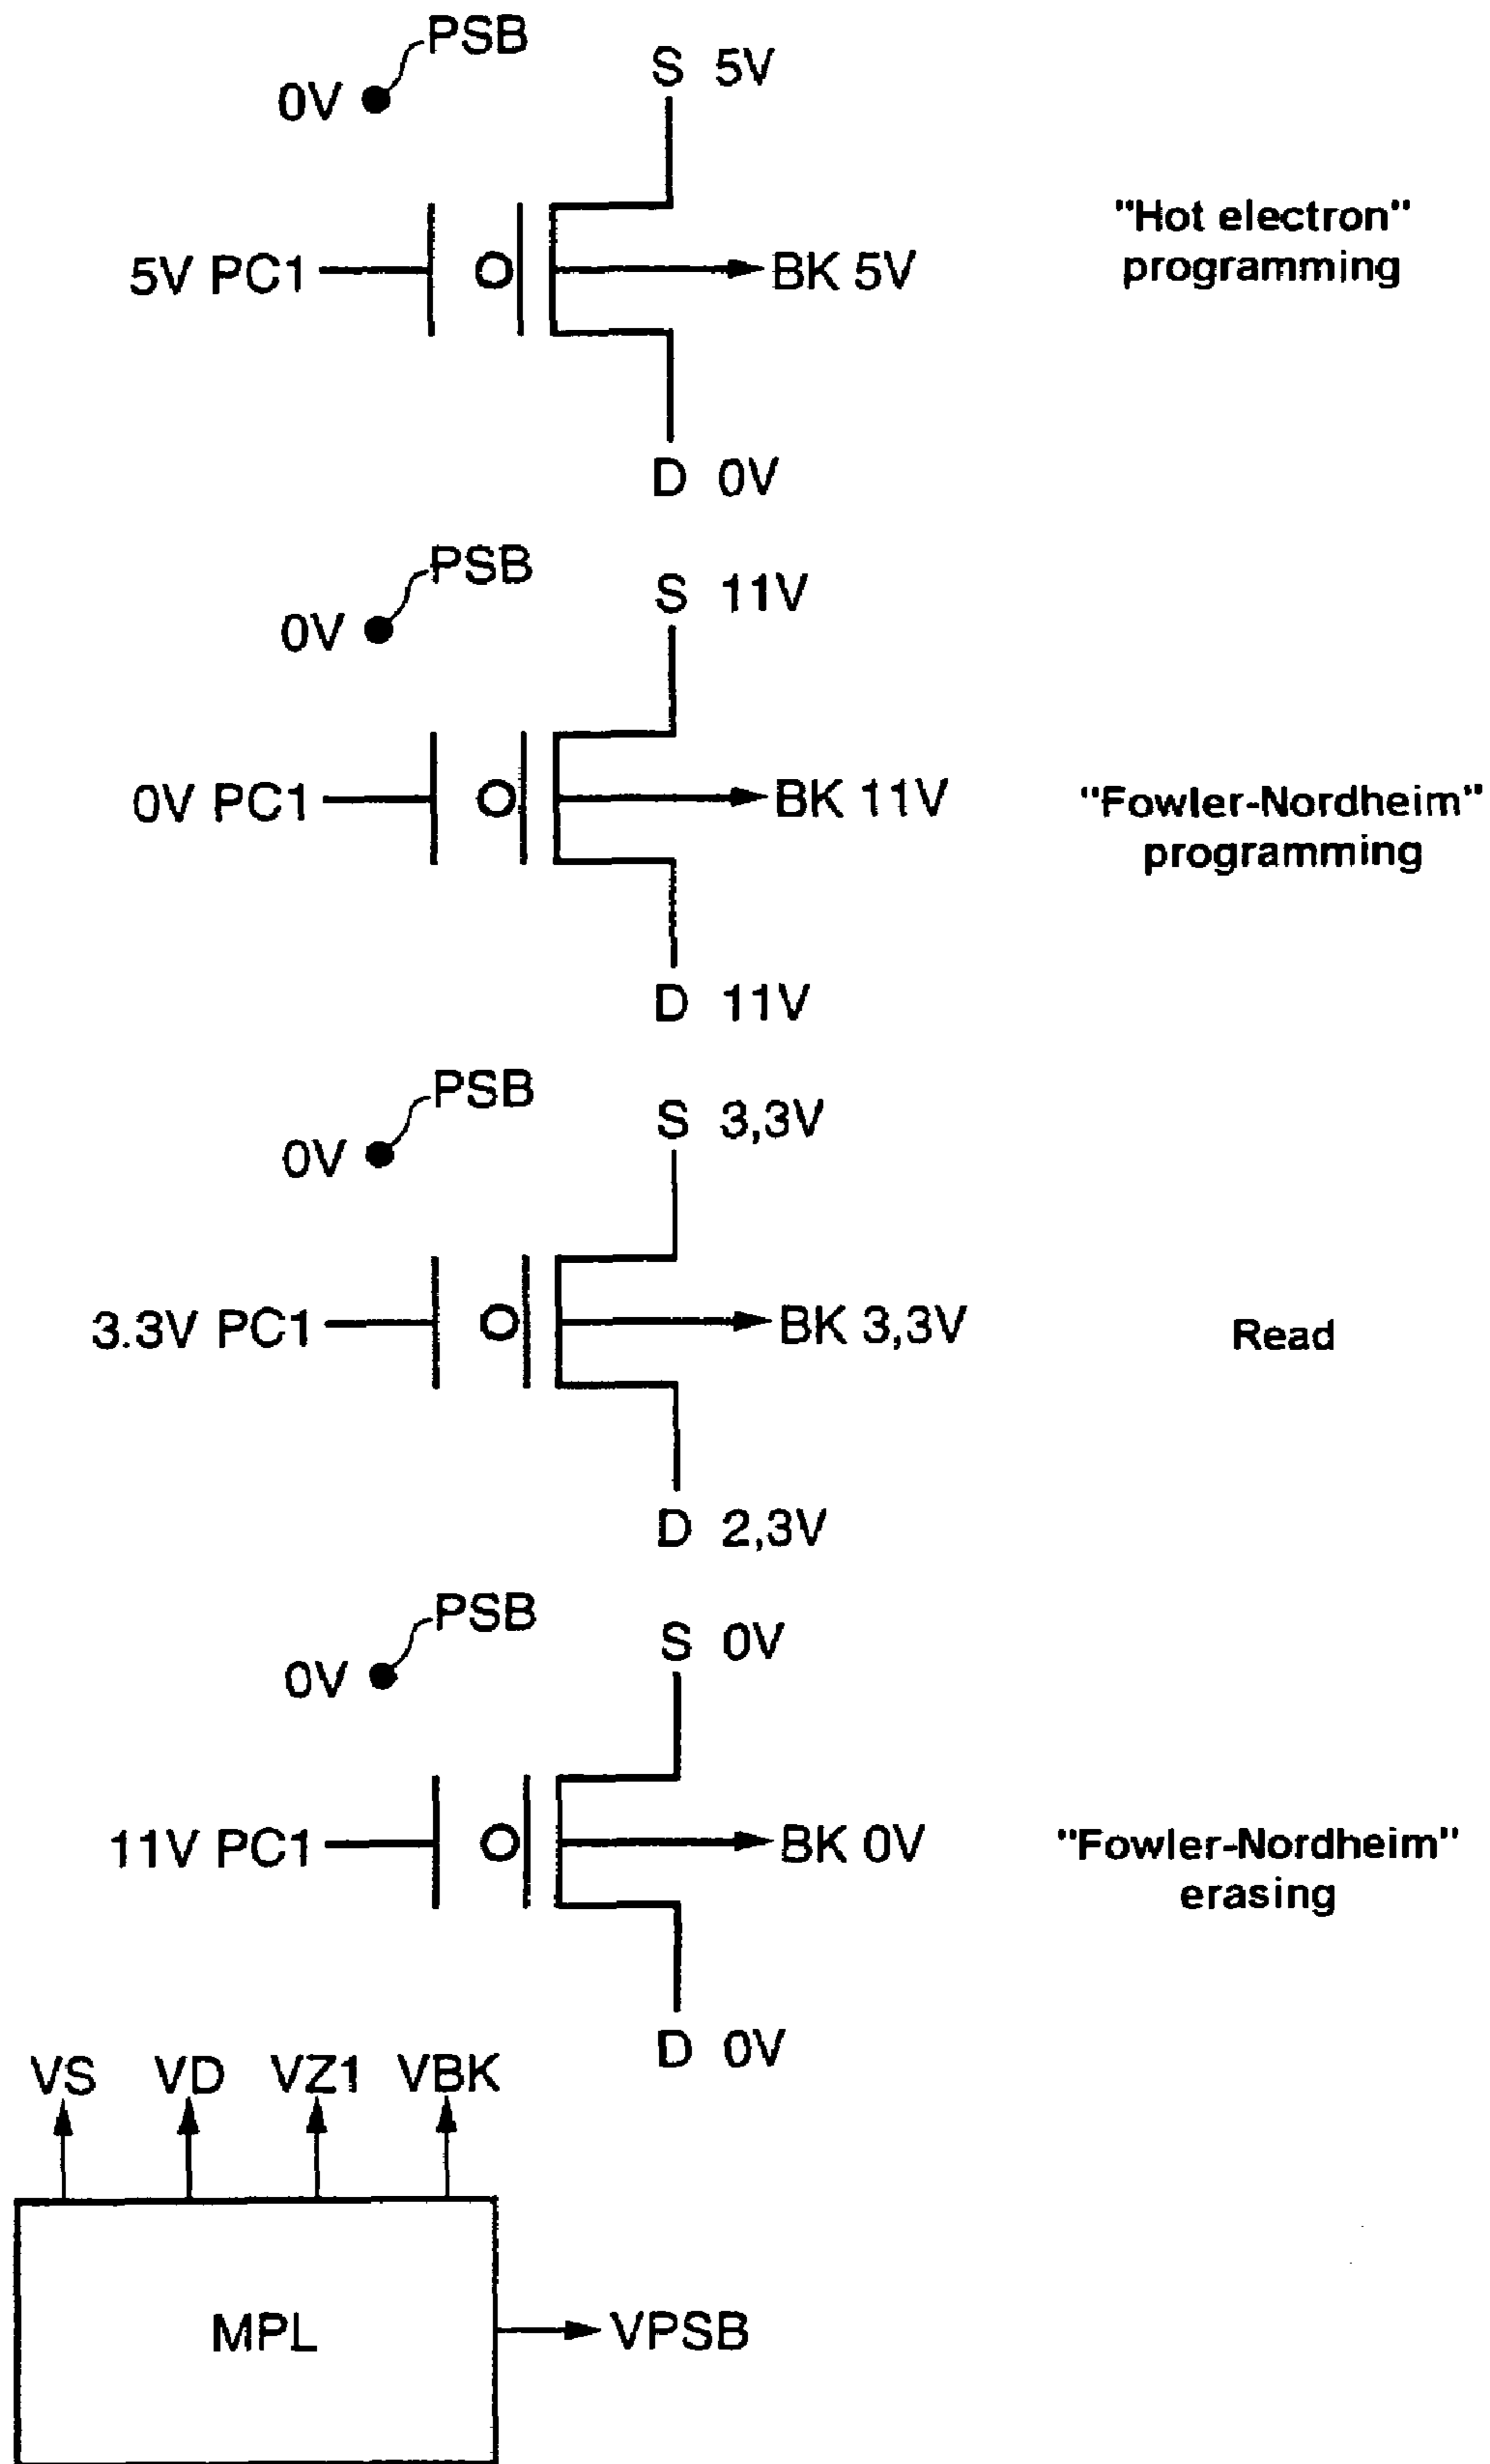 PSB
S 5V
0V
"Hot electron"
programming
5V PC1
BK 5V
D 0V
PSB
S 11V
0V
0V PC1
BK 11V
"Fowler-Nordheim"
programming
D 11V
PSB
S 3,3V
0V
3.3V PC1
BK 3,3V
Read
D 2,3V
PSB
S 0V
0V
11V PC1
BK 0V
"Fowler-Nordheim"
erasing
D 0V
VS VD VZ1 VBK
MPL
VPSB